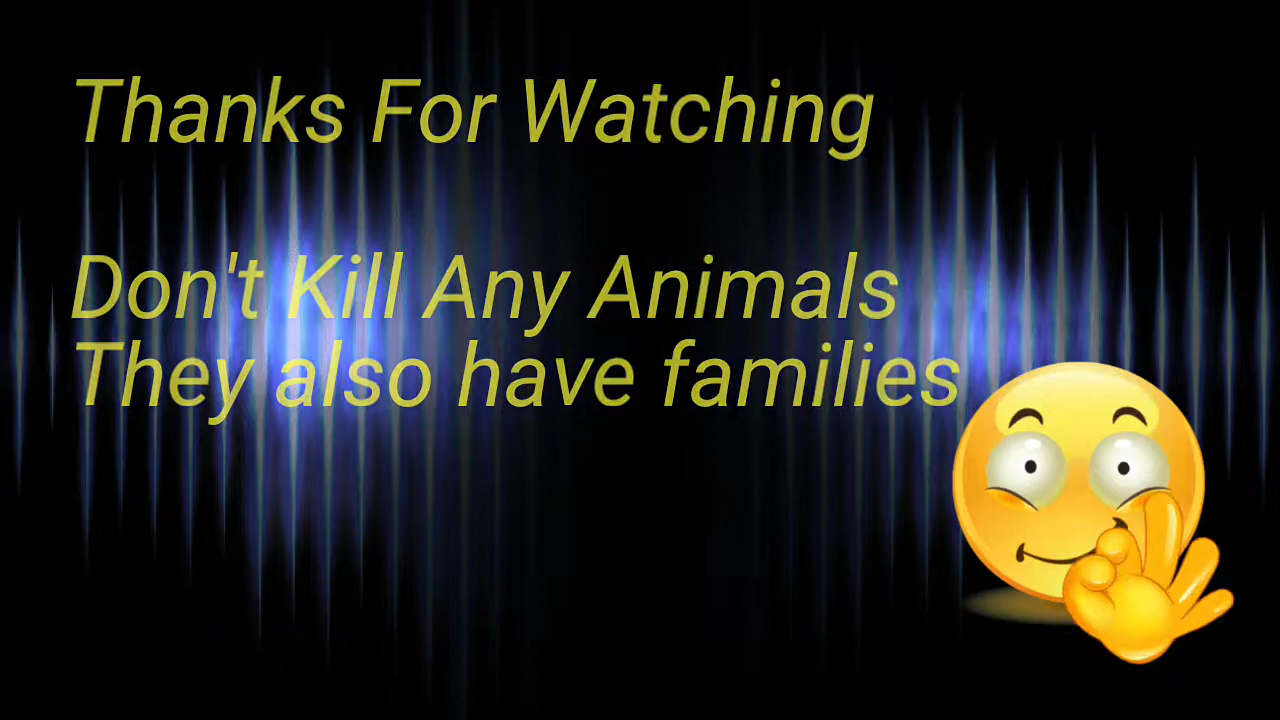 Thanks For Watching
Don't Kill Any Animals
They also have families